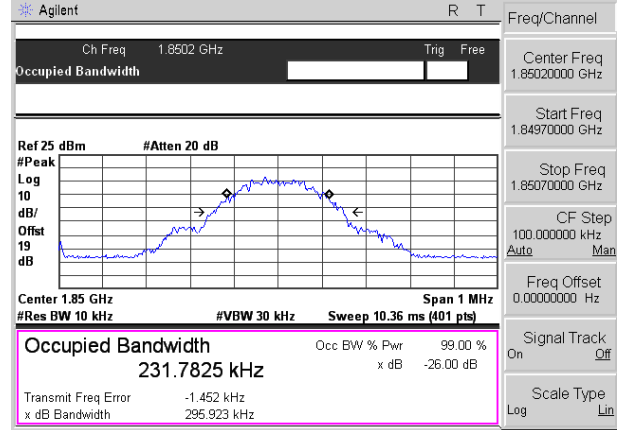 Agilent R T
Ch Freq 1.8502 GHz Trig Free
Occupied Bandwidth
Ref 25 dBm #Atten 20 dB
#Peak
Log
10
dB/
Offst
19
dB
Center 1.85 GHz Span 1 MHz
#Res BW 10 kHz #VBW 30 kHz Sweep 10.36 ms (401 pts)
Occupied Bandwidth
231.7825 kHz
Occ BW % Pwr 99.00 %
x dB -26.00 dB
Transmit Freq Error -1.452 kHz
x dB Bandwidth 295.923 kHz
Freq/Channel
Center Freq
1.85020000 GHz
Start Freq
1.84970000 GHz
Stop Freq
1.85070000 GHz
CF Step
100.000000 kHz
Auto Man
Freq Offset
0.00000000 Hz
Signal Track
On Off
Scale Type
Log Lin